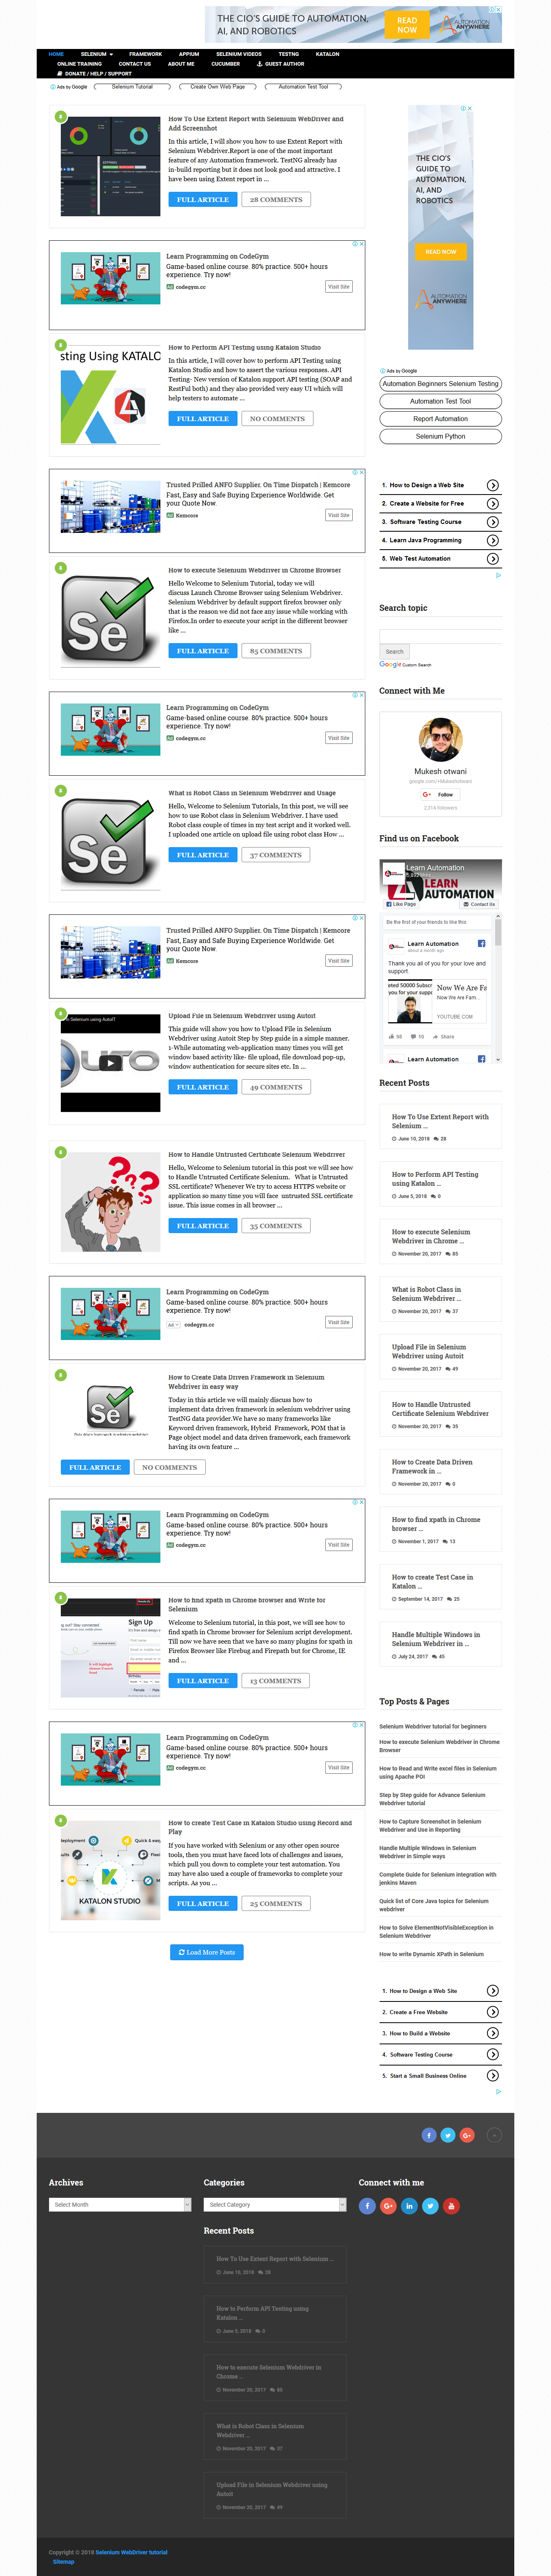 THE CIO'S GUIDE TO AUTOMATION,
AI, AND ROBOTICS
READ
NOW
AUTOMATION
ANYWHERE
HOME SELENIUM FRAMEWORK APPIUM SELENIUM VIDEOS TESTNG KATALON
ONLINE TRAINING CONTACT US ABOUT ME CUCUMBER GUEST AUTHOR
DONATE / HELP / SUPPORT
Ads by Google Selenium Tutorial Create Own Web Page Automation Test Tool
How To Use Extent Report with Selenium WebDriver and
Add Screenshot
In this article, I will show you how to use Extent Report with
Selenium Webdriver.Report is one of the most important
feature of any Automation framework. TestNG already has
in-build reporting but it does not look good and attractive. I
have been using Extent report in ...
FULL ARTICLE 28 COMMENTS
Learn Programming on CodeGym
Game-based online course. 80% practice. 500+ hours
experience. Try now!
Ad codegym.cc Visit Site
sting Using KATALO
How to Perform API Testing using Katalon Studio
In this article, I will cover how to perform API Testing using
Katalon Studio and how to assert the various responses. API
Testing- New version of Katalon support API testing (SOAP and
RestFul both) and they also provided very easy UI which will
help testers to automate ...
FULL ARTICLE NO COMMENTS
Trusted Prilled ANFO Supplier. On Time Dispatch | Kemcore
Fast, Easy and Safe Buying Experience Worldwide. Get
your Quote Now.
Ad Kemcore Visit Site
Se
How to execute Selenium Webdriver in Chrome Browser
Hello Welcome to Selenium Tutorial, today we will
discuss Launch Chrome Browser using Selenium Webdriver.
Selenium Webdriver by default support firefox browser only
that is the reason we did not face any issue while working with
Firefox.In order to execute your script in the different browser
like ...
FULL ARTICLE 85 COMMENTS
Learn Programming on CodeGym
Game-based online course. 80% practice. 500+ hours
experience. Try now!
Ad codegym.cc Visit Site
Se
What is Robot Class in Selenium Webdriver and Usage
Hello, Welcome to Selenium Tutorials, In this post, we will see
how to use Robot class in Selenium Webdriver. I have used
Robot class couple of times in my test script and it worked well.
I uploaded one article on upload file using robot class How ...
FULL ARTICLE 37 COMMENTS
Trusted Prilled ANFO Supplier. On Time Dispatch | Kemcore
Fast, Easy and Safe Buying Experience Worldwide. Get
your Quote Now.
Ad Kemcore Visit Site
Selenium using AutoIT
Upload File in Selenium Webdriver using Autoit
This guide will show you how to Upload File in Selenium
Webdriver using Autoit Step by Step guide in a simple manner.
1-While automating web-application many times you will get
window based activity like- file upload, file download pop-up,
window authentication for secure sites etc. In ...
FULL ARTICLE 49 COMMENTS
How to Handle Untrusted Certificate Selenium Webdriver
Hello, Welcome to Selenium tutorial in this post we will see how
to Handle Untrusted Certificate Selenium. What is Untrusted
SSL certificate? Whenever We try to access HTTPS website or
application so many time you will face untrusted SSL certificate
issue. This issue comes in all browser ...
FULL ARTICLE 35 COMMENTS
Learn Programming on CodeGym
Game-based online course. 80% practice. 500+ hours
experience. Try now!
Ad codegym.cc Visit Site
Se
How to Create Data Driven Framework in Selenium
Webdriver in easy way
Today in this article we will mainly discuss how to
implement data driven framework in selenium webdriver using
TestNG data provider.We have so many frameworks like
Keyword driven framework, Hybrid Framework, POM that is
Page object model and data driven framework, each framework
having its own feature ...
FULL ARTICLE NO COMMENTS
Learn Programming on CodeGym
Game-based online course. 80% practice. 500+ hours
experience. Try now!
Ad codegym.cc Visit Site
Sign Up
How to find xpath in Chrome browser and Write for
Selenium
Welcome to Selenium tutorial, in this post, we will see how to
find xpath in Chrome browser for Selenium script development.
Till now we have seen that we have so many plugins for xpath in
Firefox Browser like Firebug and Firepath but for Chrome, IE
and ...
FULL ARTICLE 13 COMMENTS
Learn Programming on CodeGym
Game-based online course. 80% practice. 500+ hours
experience. Try now!
Ad codegym.cc Visit Site
KATALON STUDIO
How to create Test Case in Katalon Studio using Record and
Play
If you have worked with Selenium or any other open source
tools, then you must have faced lots of challenges and issues,
which pull you down to complete your test automation. You
may have also used a couple of frameworks to complete your
scripts. As you ...
FULL ARTICLE 25 COMMENTS
Load More Posts
THE CIO'S
GUIDE TO
AUTOMATION,
AI, AND
ROBOTICS
READ NOW
AUTOMATION
ANYWHERE
Ads by Google
Automation Beginners Selenium Testing
Automation Test Tool
Report Automation
Selenium Python
1. How to Design a Web Site
2. Create a Website for Free
3. Software Testing Course
4. Learn Java Programming
5. Web Test Automation
Search topic
Search
Google Custom Search
Connect with Me
Mukesh otwani
google.com/+Mukeshotwani
G+ Follow
2,314 followers
Find us on Facebook
Learn Automation
LEARN
AUTOMATION
Like Page Contact Us
Be the first of your friends to like this
Learn Automation
about a month ago
Thank you all of you for your love and
support.
Now We Are Fa
Now We Are Fam...
YOUTUBE.COM
98 10 Share
Learn Automation
Recent Posts
How To Use Extent Report with
Selenium ...
June 10, 2018 28
How to Perform API Testing
using Katalon ...
June 5, 2018 0
How to execute Selenium
Webdriver in Chrome ...
November 20, 2017 85
What is Robot Class in
Selenium Webdriver ...
November 20, 2017 37
Upload File in Selenium
Webdriver using Autoit
November 20, 2017 49
How to Handle Untrusted
Certificate Selenium Webdriver
November 20, 2017 35
How to Create Data Driven
Framework in ...
November 20, 2017 0
How to find xpath in Chrome
browser ...
November 1, 2017 13
How to create Test Case in
Katalon ...
September 14, 2017 25
Handle Multiple Windows in
Selenium Webdriver in ...
July 24, 2017 45
Top Posts & Pages
Selenium Webdriver tutorial for beginners
How to execute Selenium Webdriver in Chrome
Browser
How to Read and Write excel files in Selenium
using Apache POI
Step by Step guide for Advance Selenium
Webdriver tutorial
How to Capture Screenshot in Selenium
Webdriver and Use in Reporting
Handle Multiple Windows in Selenium
Webdriver in Simple ways
Complete Guide for Selenium integration with
jenkins Maven
Quick list of Core Java topics for Selenium
webdriver
How to Solve ElementNotVisibleException in
Selenium Webdriver
How to write Dynamic XPath in Selenium
1. How to Design a Web Site
2. Create a Free Website
3. How to Build a Website
4. Software Testing Course
5. Start a Small Business Online
Archives
Select Month
Categories
Select Category
Recent Posts
How To Use Extent Report with Selenium ...
June 10, 2018 28
How to Perform API Testing using
Katalon ...
June 5, 2018 0
How to execute Selenium Webdriver in
Chrome ...
November 20, 2017 85
What is Robot Class in Selenium
Webdriver ...
November 20, 2017 37
Upload File in Selenium Webdriver using
Autoit
November 20, 2017 49
Connect with me
Copyright © 2018 Selenium WebDriver tutorial
Sitemap